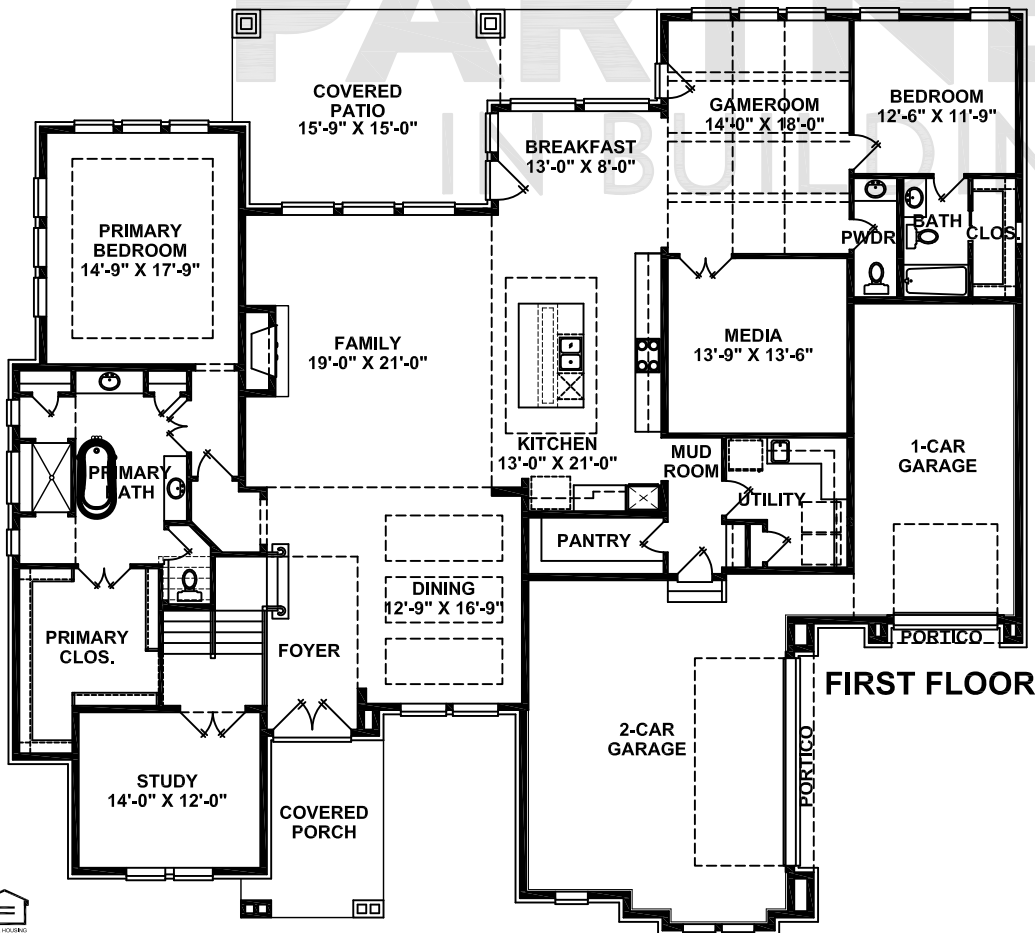 PARTNE
IN BUILDIN
COVERED
PATIO
15'-9" X 15'-0"
BREAKFAST
13'-0" X 8'-0"
GAMEROOM
14'-0" X 18'-0"
BEDROOM
12'-6" X 11'-9"
PRIMARY
BEDROOM
14'-9" X 17'-9"
PWDR
BATH
CLOS.
FAMILY
19'-0" X 21'-0"
MEDIA
13'-9" X 13'-6"
KITCHEN
13'-0" X 21'-0"
MUD
ROOM
1-CAR
GARAGE
PRIMARY
BATH
UTILITY
PANTRY
DINING
12'-9" X 16'-9"
PRIMARY
CLOS.
FOYER
PORTICO
FIRST FLOOR
2-CAR
GARAGE
PORTICO
STUDY
14'-0" X 12'-0"
COVERED
PORCH
HOUSING